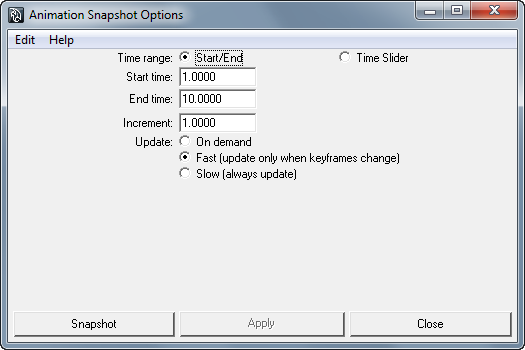 Animation Snapshot Options
Edit Help
Time range: Start/End Time Slider
Start time: 1.0000
End time: 10.0000
Increment: 1.0000
Update: On demand
Fast (update only when keyframes change)
Slow (always update)
Snapshot Apply Close